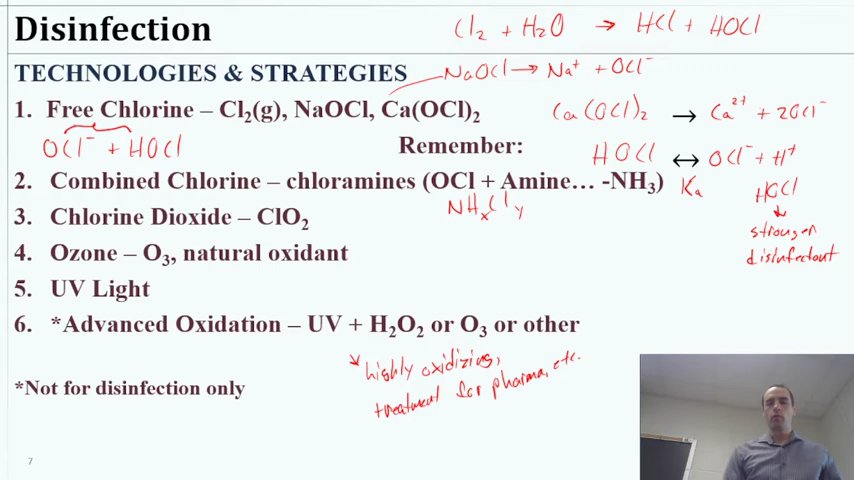 Disinfection
Cl₂ + H₂O → HCl + HOCl
TECHNOLOGIES & STRATEGIES
NaOCl → Na⁺ + OCl⁻
1. Free Chlorine – Cl₂(g), NaOCl, Ca(OCl)₂
Ca(OCl)₂ → Ca²⁺ + 2OCl⁻
OCl⁻ + HOCl
Remember:
HOCl ↔ OCl⁻ + H⁺
2. Combined Chlorine – chloramines (OCl + Amine… -NH₃)
Ka
HOCl
NHₓClᵧ
3. Chlorine Dioxide – ClO₂
stronger
disinfectant
4. Ozone – O₃, natural oxidant
5. UV Light
6. *Advanced Oxidation – UV + H₂O₂ or O₃ or other
highly oxidizing,
treatment for pharma, etc.
*Not for disinfection only
7